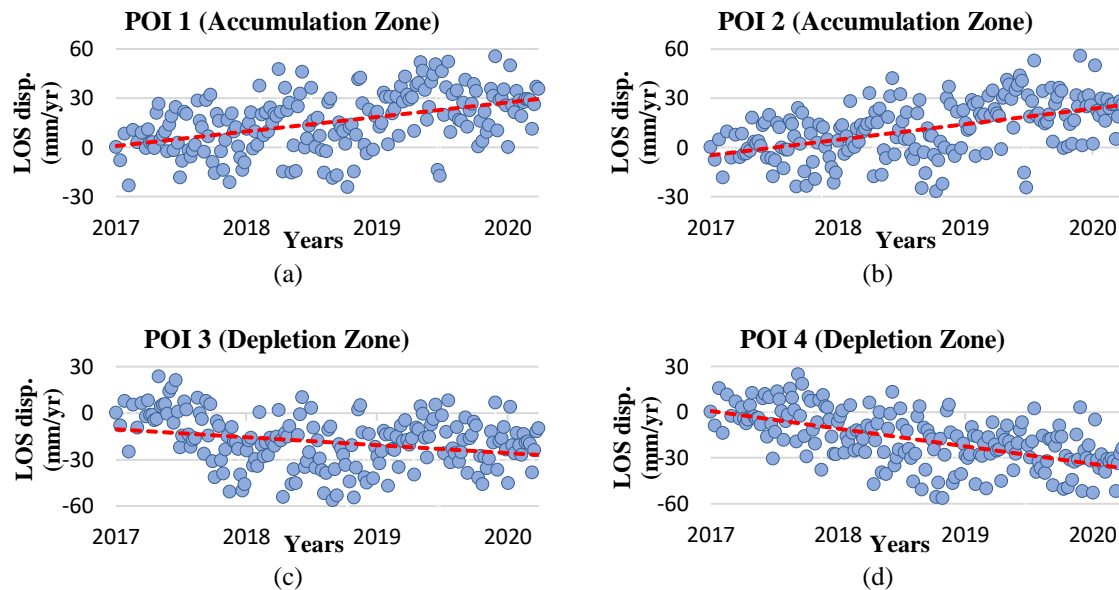 POI 1 (Accumulation Zone)
LOS disp.
(mm/yr)
60
30
0
-30
2017
2018
2019
2020
Years
(a)
POI 2 (Accumulation Zone)
LOS disp.
(mm/yr)
60
30
0
-30
2017
2018
2019
2020
Years
(b)
POI 3 (Depletion Zone)
LOS disp.
(mm/yr)
30
0
-30
-60
2017
2018
2019
2020
Years
(c)
POI 4 (Depletion Zone)
LOS disp.
(mm/yr)
30
0
-30
-60
2017
2018
2019
2020
Years
(d)